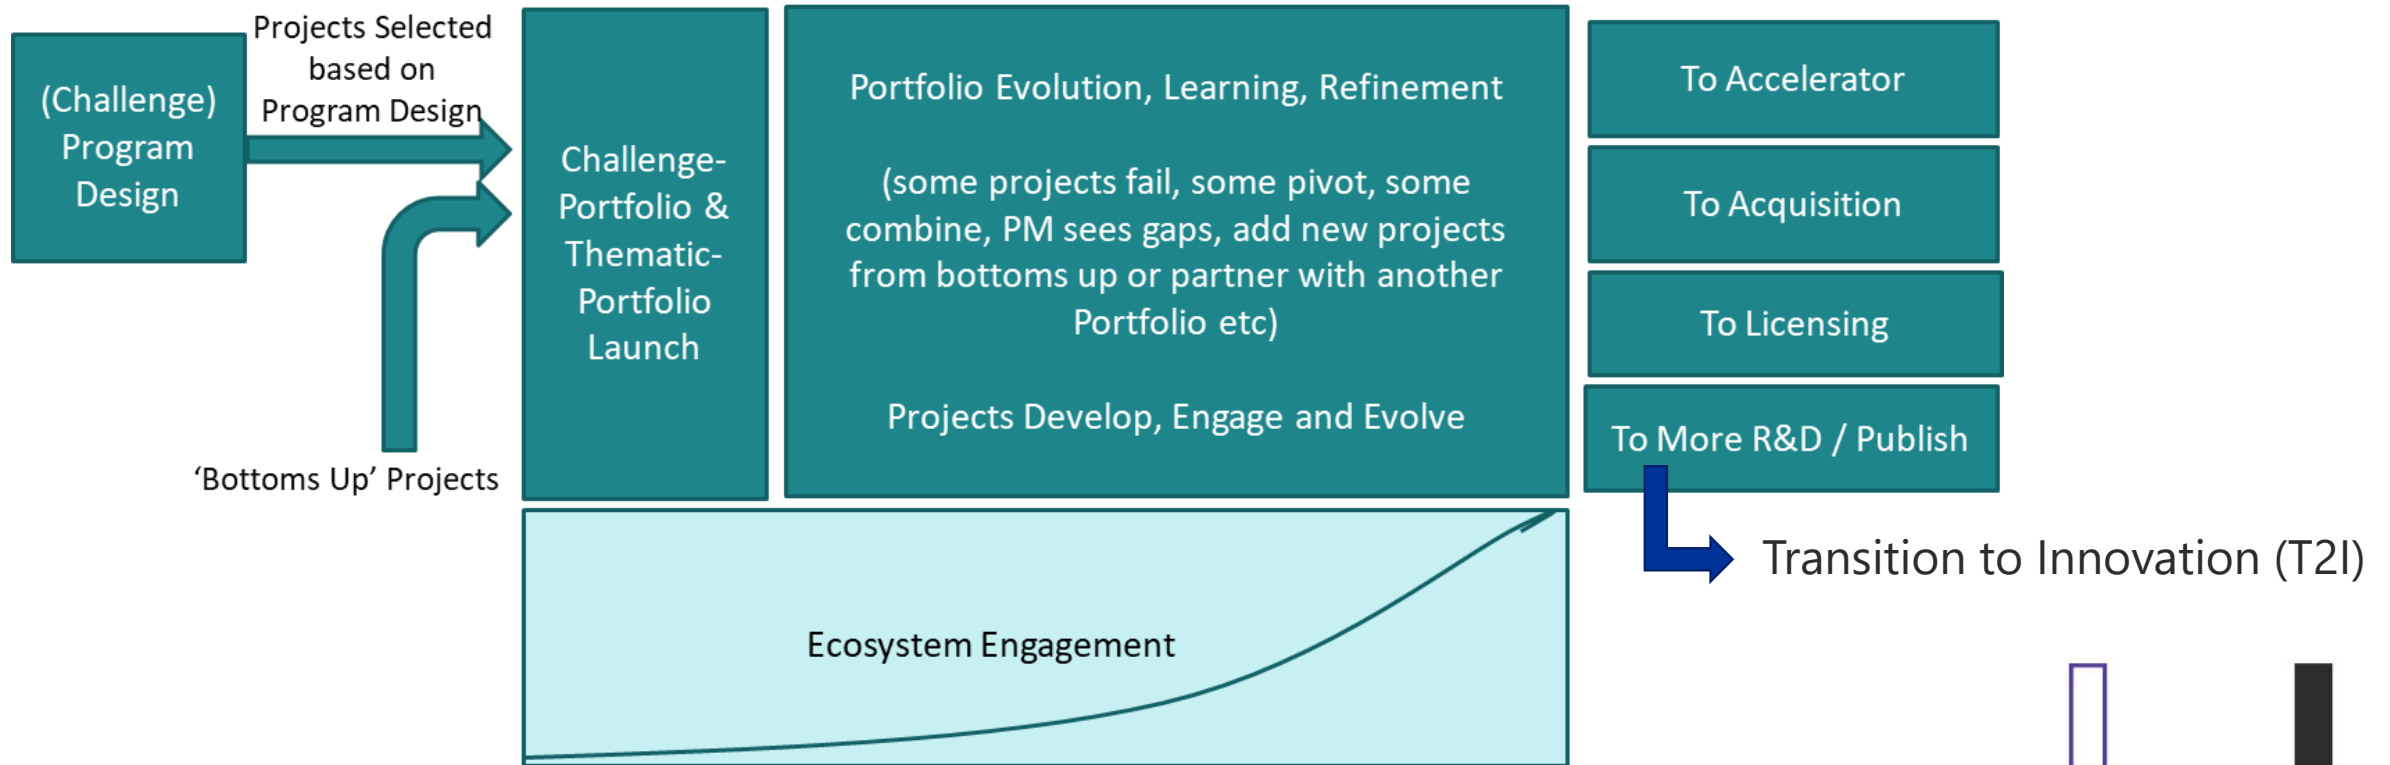 (Challenge)
Program
Design
Projects Selected
based on
Program Design
‘Bottoms Up’ Projects
Challenge-
Portfolio &
Thematic-
Portfolio
Launch
Portfolio Evolution, Learning, Refinement
(some projects fail, some pivot, some
combine, PM sees gaps, add new projects
from bottoms up or partner with another
Portfolio etc)
Projects Develop, Engage and Evolve
Ecosystem Engagement
To Accelerator
To Acquisition
To Licensing
To More R&D / Publish
Transition to Innovation (T2I)